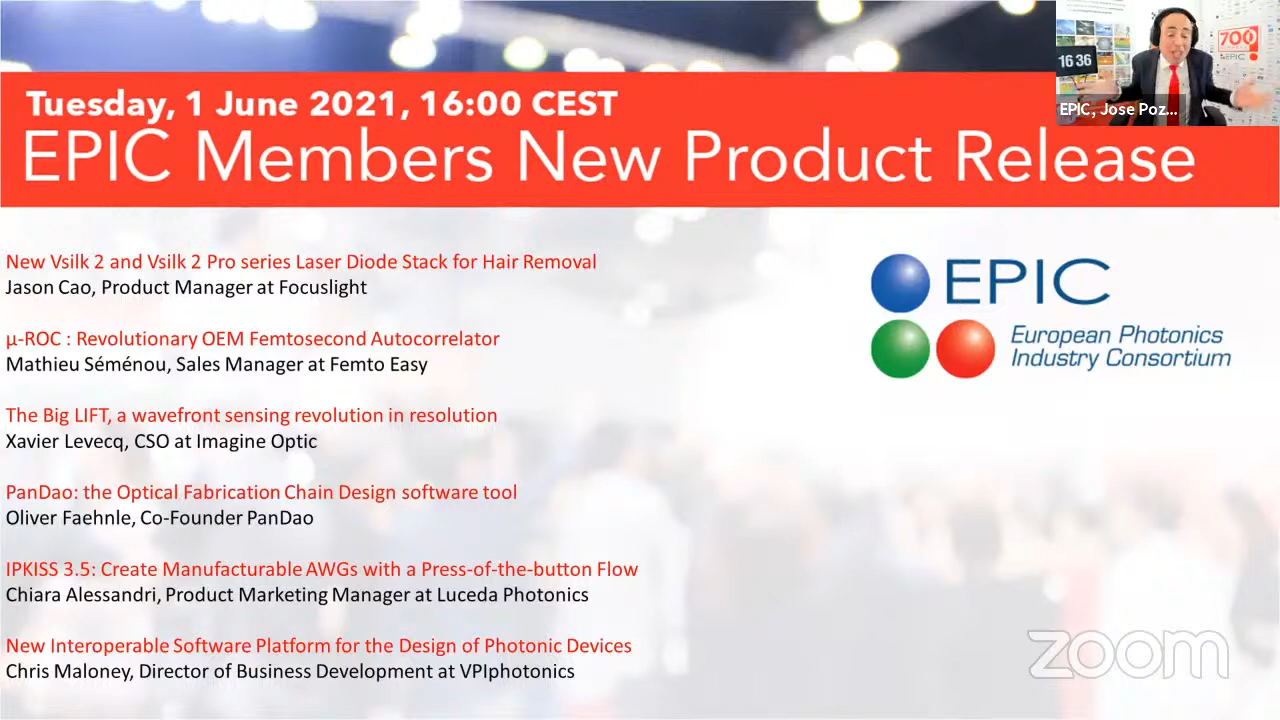 Tuesday, 1 June 2021, 16:00 CEST
EPIC Members New Product Release
16 36
700
EPIC
EPIC, Jose Poz...
New Vsilk 2 and Vsilk 2 Pro series Laser Diode Stack for Hair Removal
Jason Cao, Product Manager at Focuslight
µ-ROC : Revolutionary OEM Femtosecond Autocorrelator
Mathieu Séménou, Sales Manager at Femto Easy
The Big LIFT, a wavefront sensing revolution in resolution
Xavier Levecq, CSO at Imagine Optic
PanDao: the Optical Fabrication Chain Design software tool
Oliver Faehnle, Co-Founder PanDao
IPKISS 3.5: Create Manufacturable AWGs with a Press-of-the-button Flow
Chiara Alessandri, Product Marketing Manager at Luceda Photonics
New Interoperable Software Platform for the Design of Photonic Devices
Chris Maloney, Director of Business Development at VPIphotonics
EPIC
European Photonics
Industry Consortium
zoom